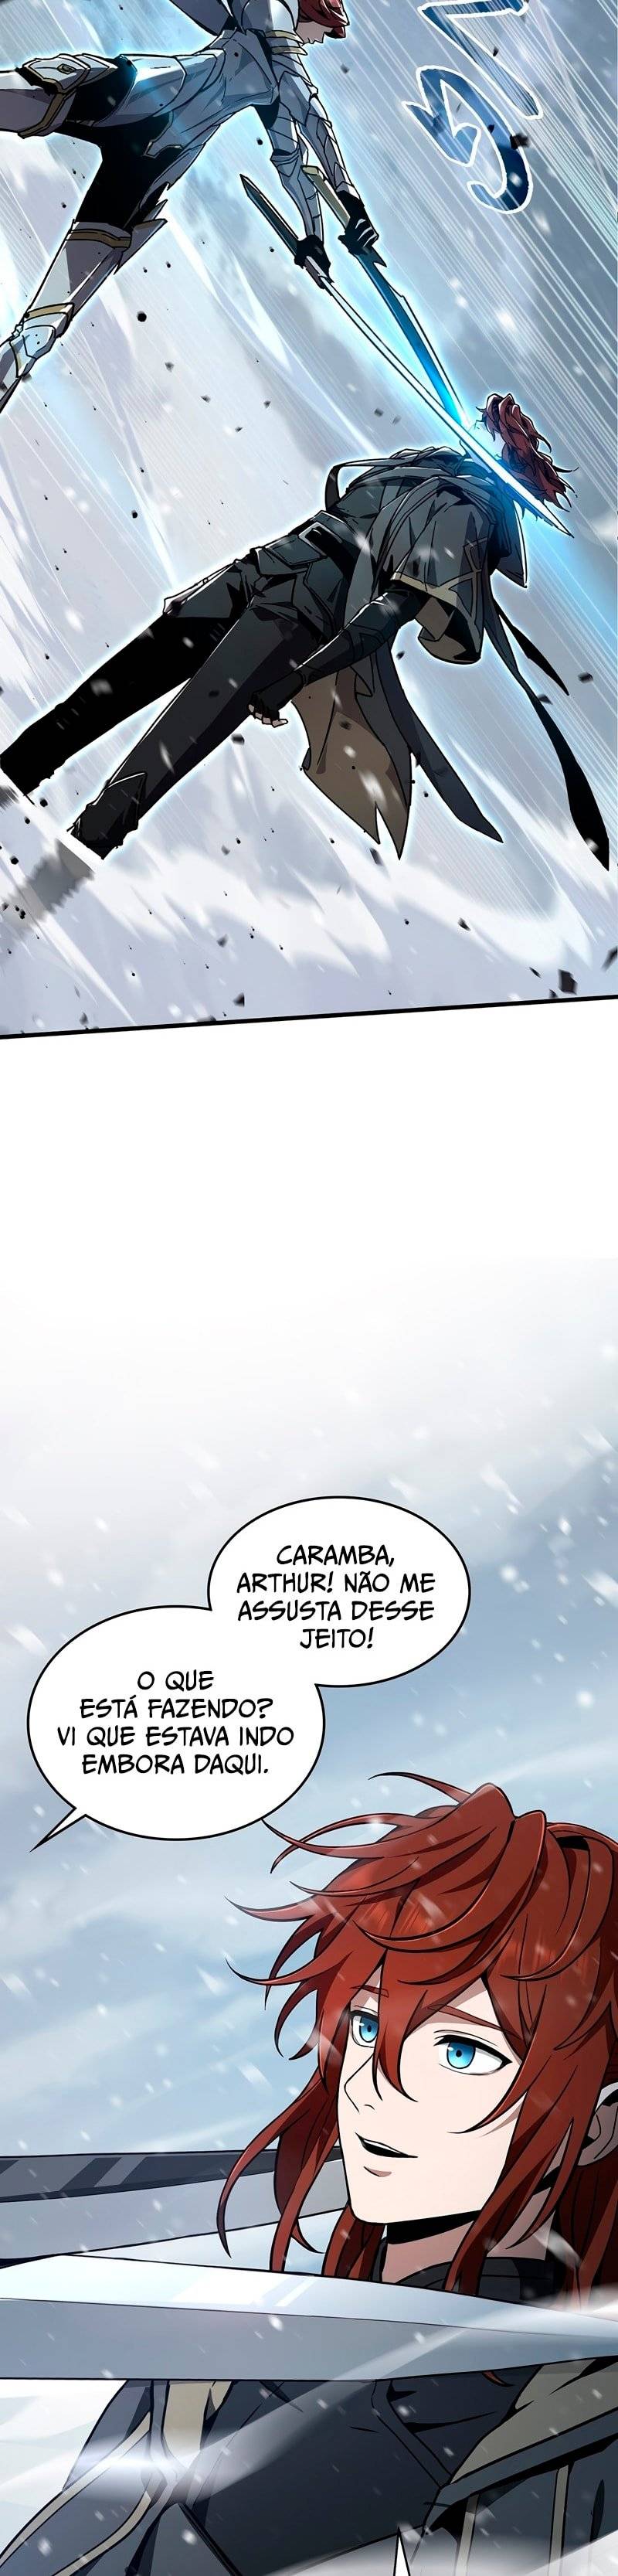 CARAMBA,
ARTHUR! NÃO ME
ASSUSTA DESSE
JEITO!
O QUE
ESTÁ FAZENDO?
VI QUE ESTAVA INDO
EMBORA DAQUI.